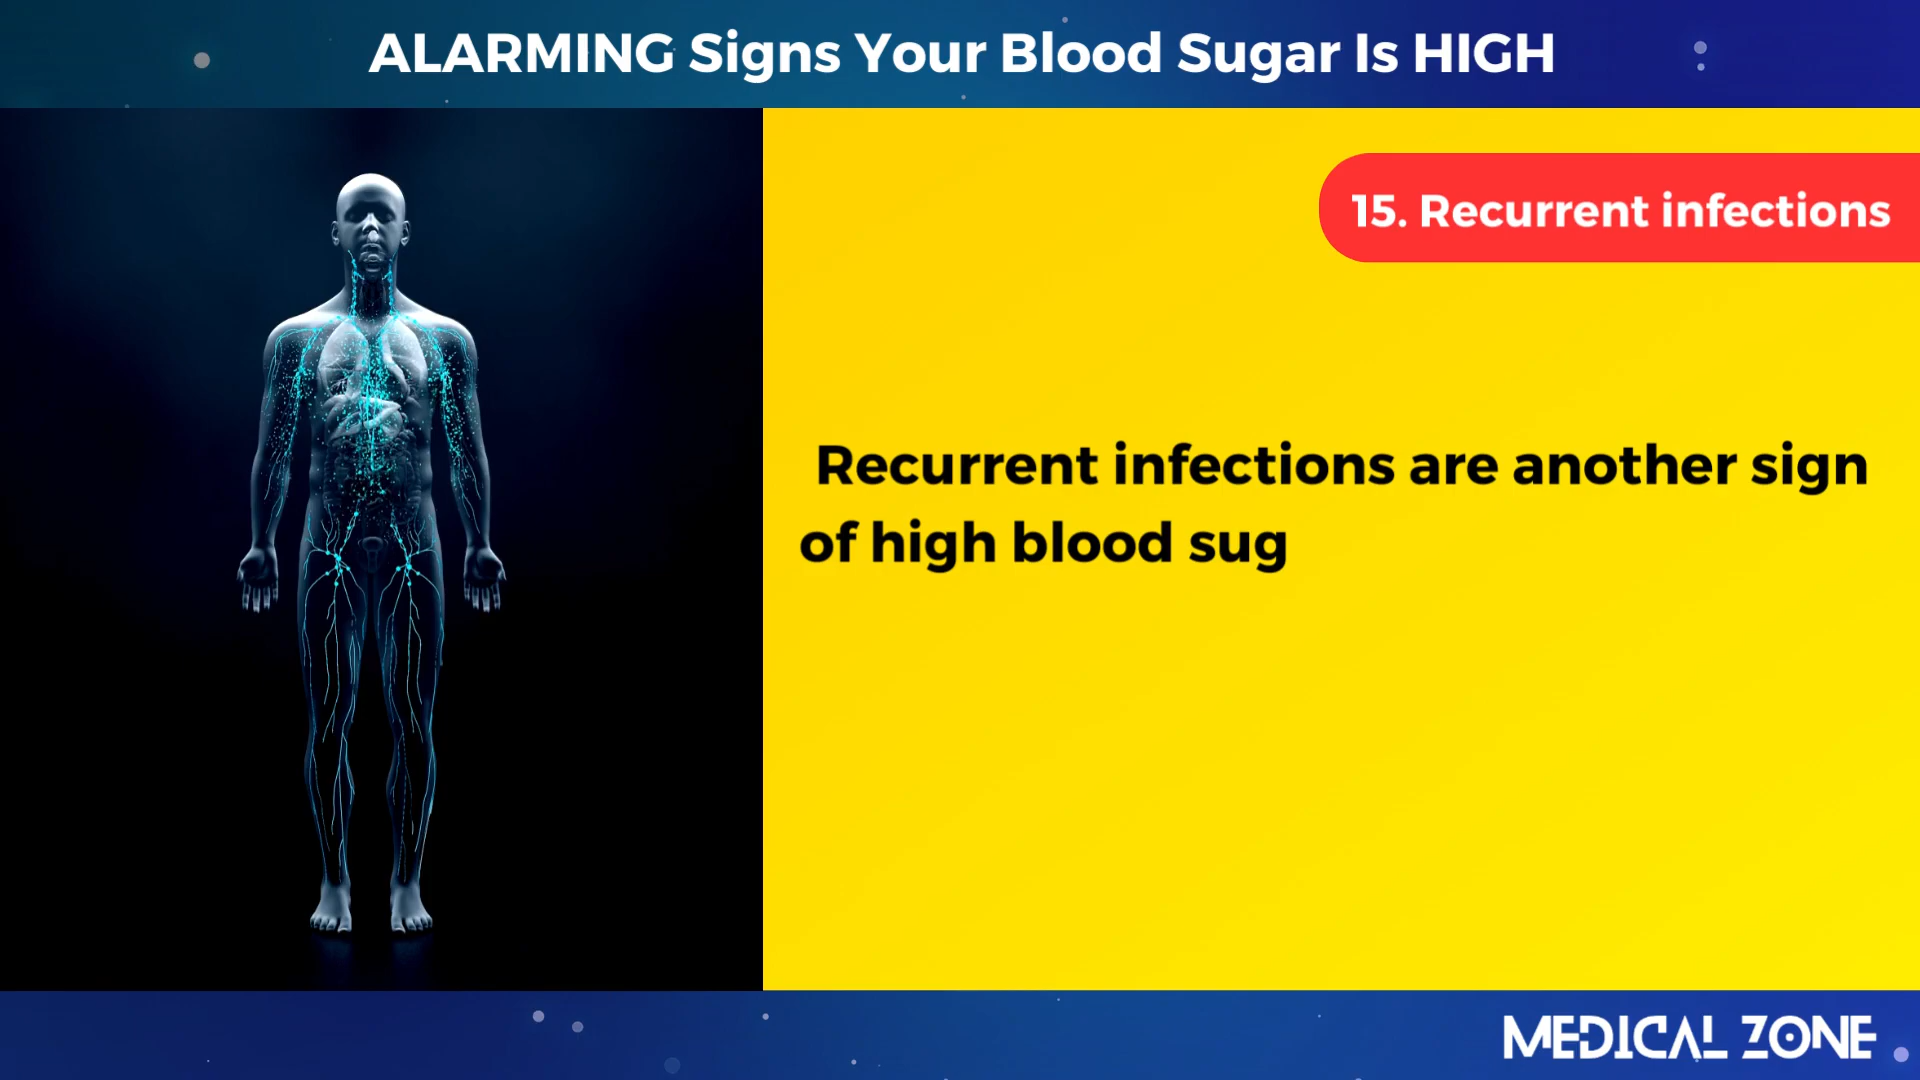 ALARMING Signs Your Blood Sugar Is HIGH
15. Recurrent infections
Recurrent infections are another sign
of high blood sug
MEDICAL ZONE